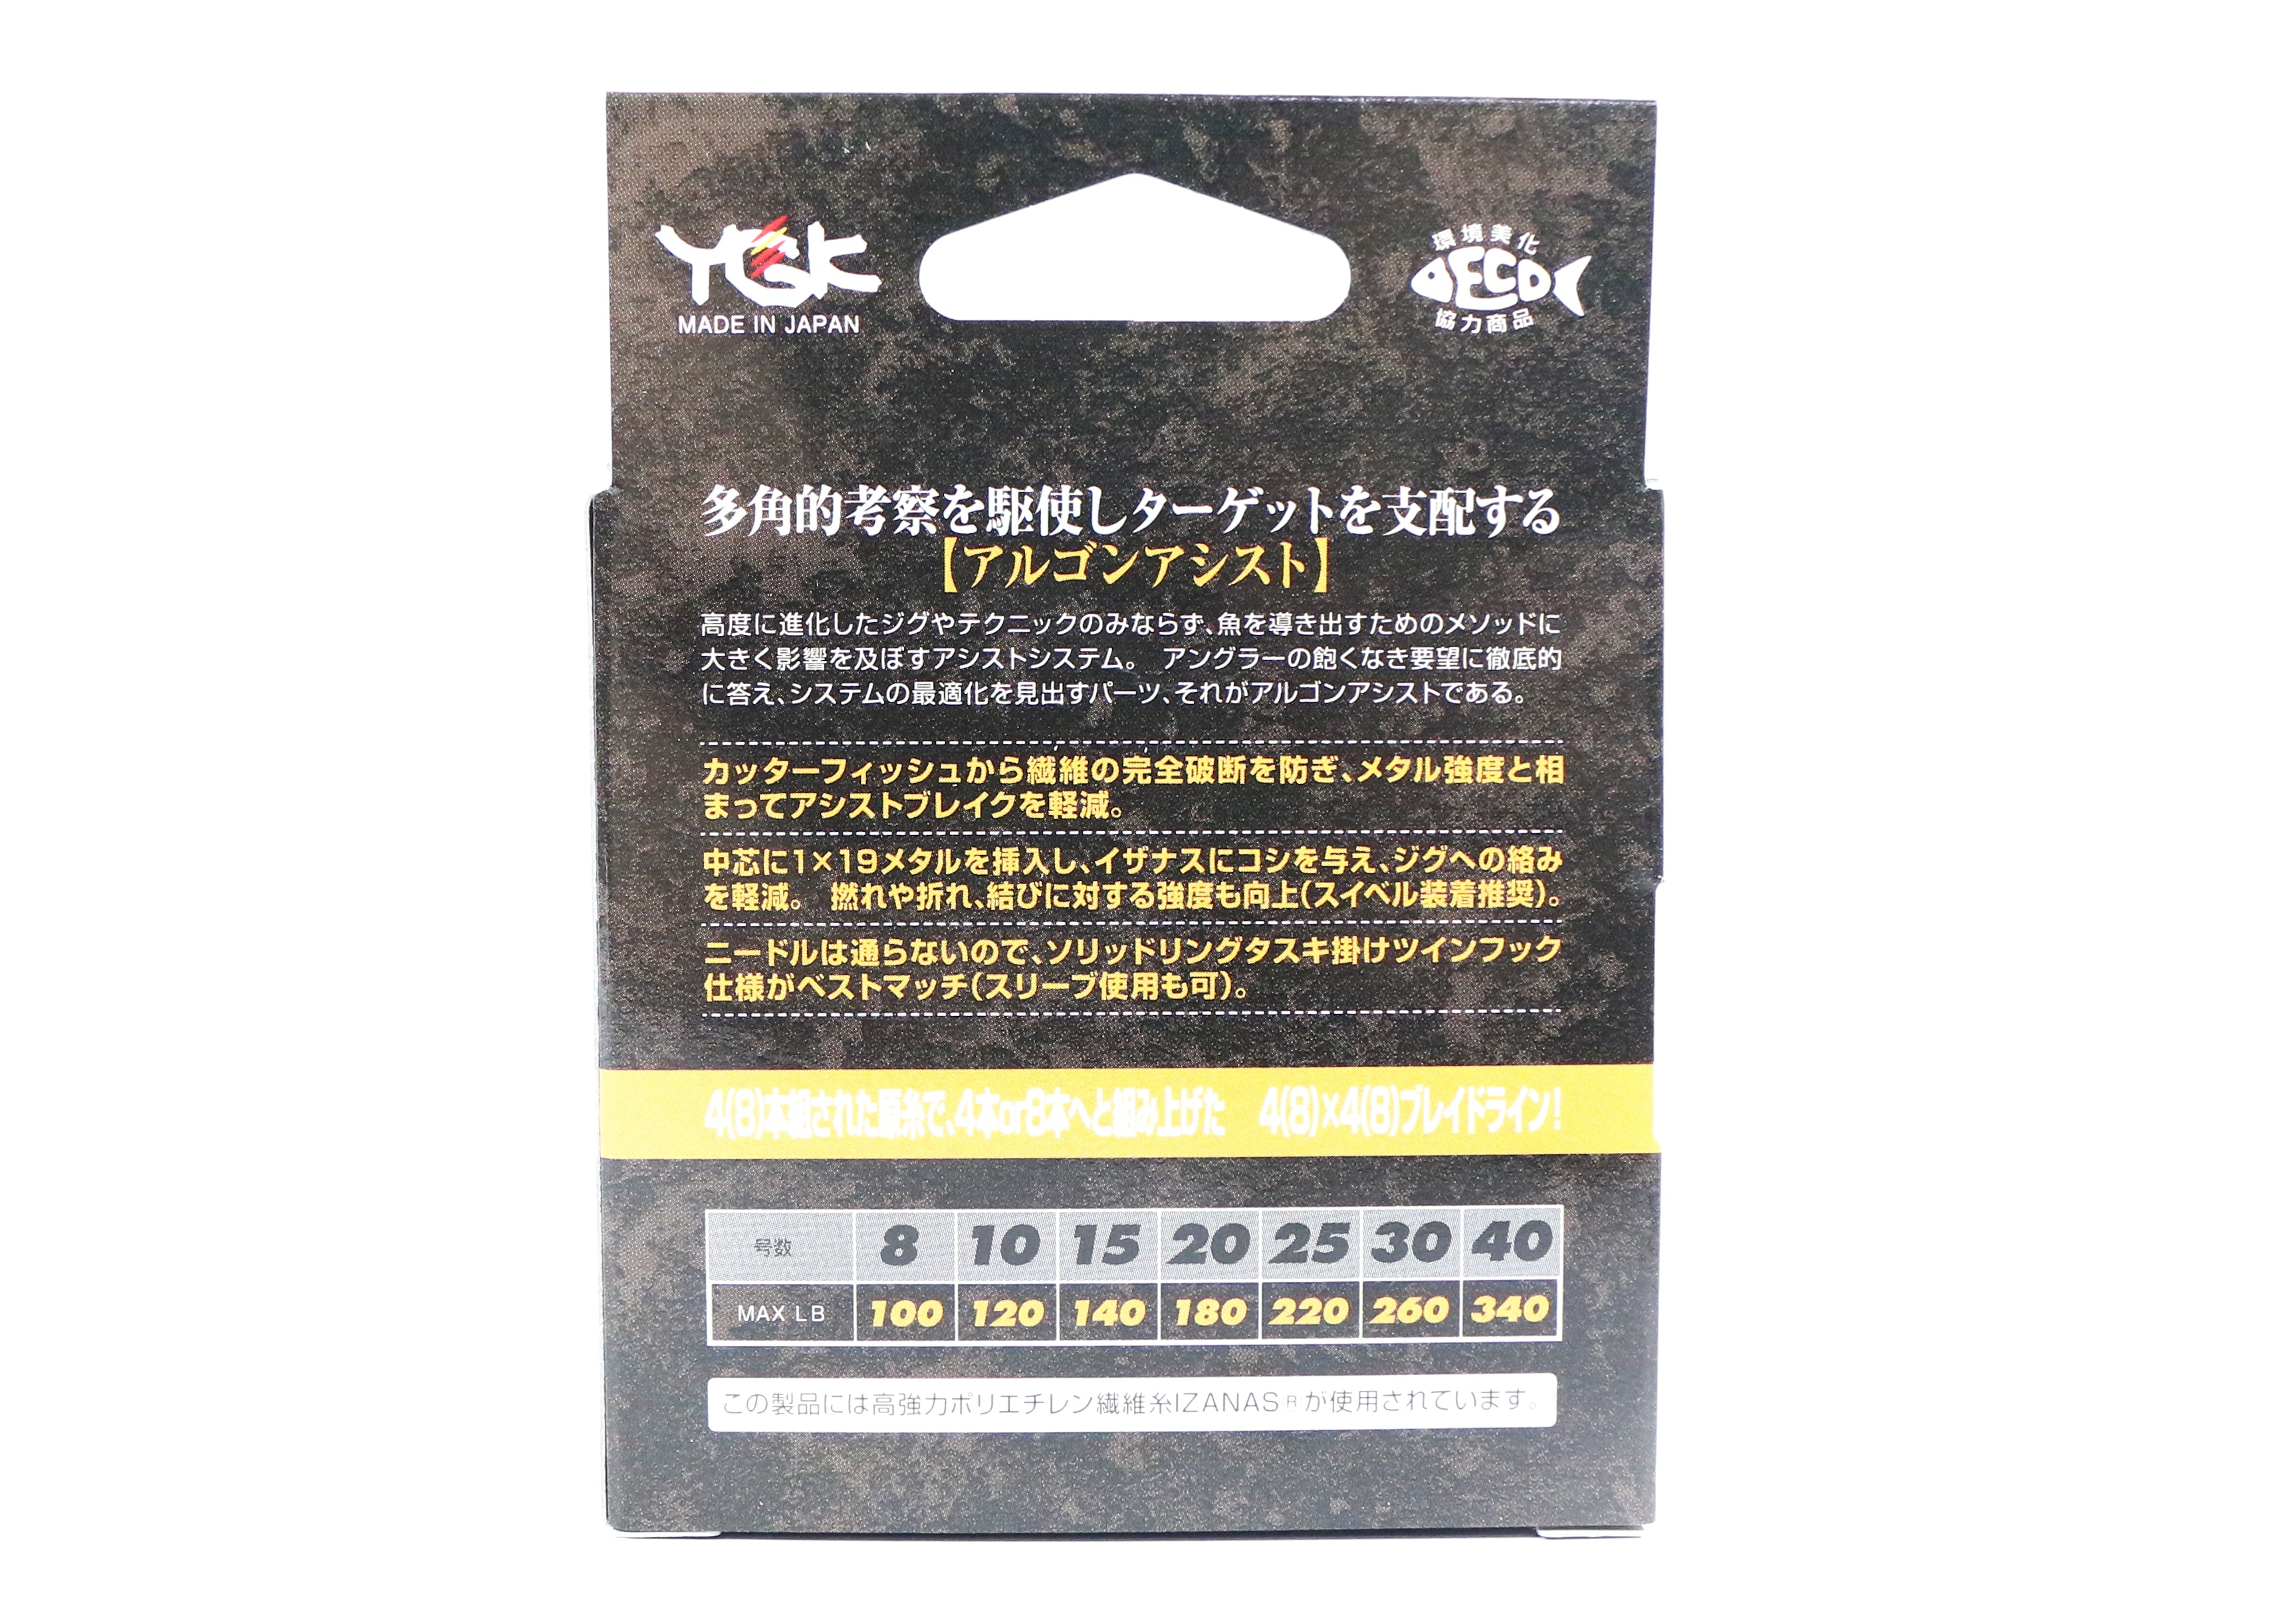 YGK
MADE IN JAPAN
環境美化
ECO
協力商品
多角的考察を駆使しターゲットを支配する
【アルゴンアシスト】
高度に進化したジグやテクニックのみならず、魚を導き出すためのメソッドに
大きく影響を及ぼすアシストシステム。 アングラーの飽くなき要望に徹底的
に答え、システムの最適化を見出すパーツ、それがアルゴンアシストである。
カッターフィッシュから繊維の完全破断を防ぎ、メタル強度と相
まってアシストブレイクを軽減。
中芯に1×19メタルを挿入し、イザナスにコシを与え、ジグへの絡み
を軽減。 撚れや折れ、結びに対する強度も向上(スイベル装着推奨)。
ニードルは通らないので、ソリッドリングタスキ掛けツインフック
仕様がベストマッチ(スリーブ使用も可)。
4(8)本組された原糸で、4本or8本へと組み上げた 4(8)×4(8)ブレイドライン!
号数 8 10 15 20 25 30 40
MAX LB 100 120 140 180 220 260 340
この製品には高強力ポリエチレン繊維糸IZANAS®が使用されています。